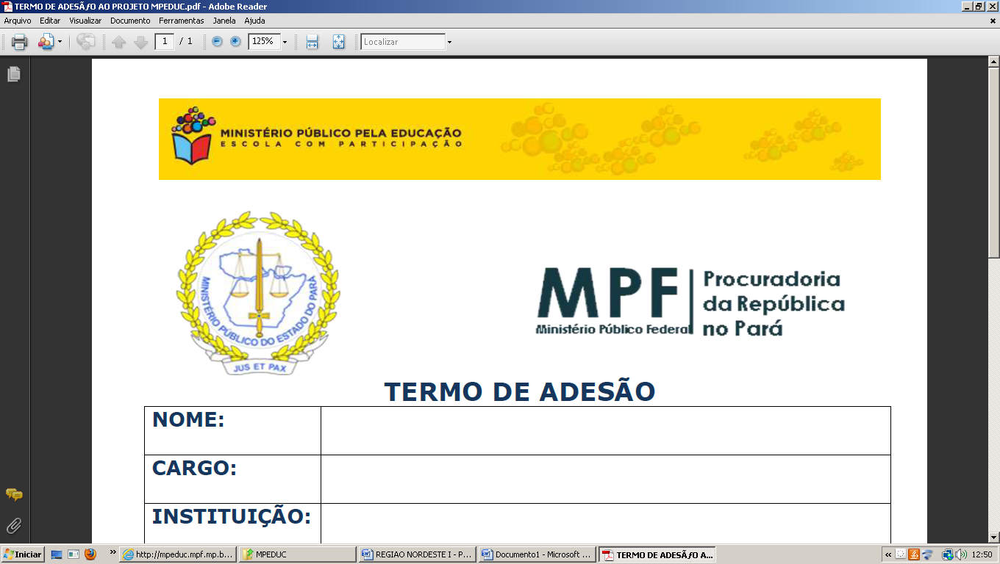 TERMO DE ADESÃƒO AO PROJETO MPEDUC.pdf - Adobe Reader
Arquivo Editar Visualizar Documento Ferramentas Janela Ajuda
1 / 1 125% Localizar
MINISTÉRIO PÚBLICO PELA EDUCAÇÃO
ESCOLA COM PARTICIPAÇÃO
MINISTÉRIO PÚBLICO DO ESTADO DO PARÁ
JUS ET PAX
MPF
Ministério Público Federal
Procuradoria
da República
no Pará
TERMO DE ADESÃO
NOME:
CARGO:
INSTITUIÇÃO:
Iniciar » http://mpeduc.mpf.mp.b... MPEDUC REGIAO NORDESTE I - P... Documento1 - Microsoft ... TERMO DE ADESÃƒO A... « 12:50